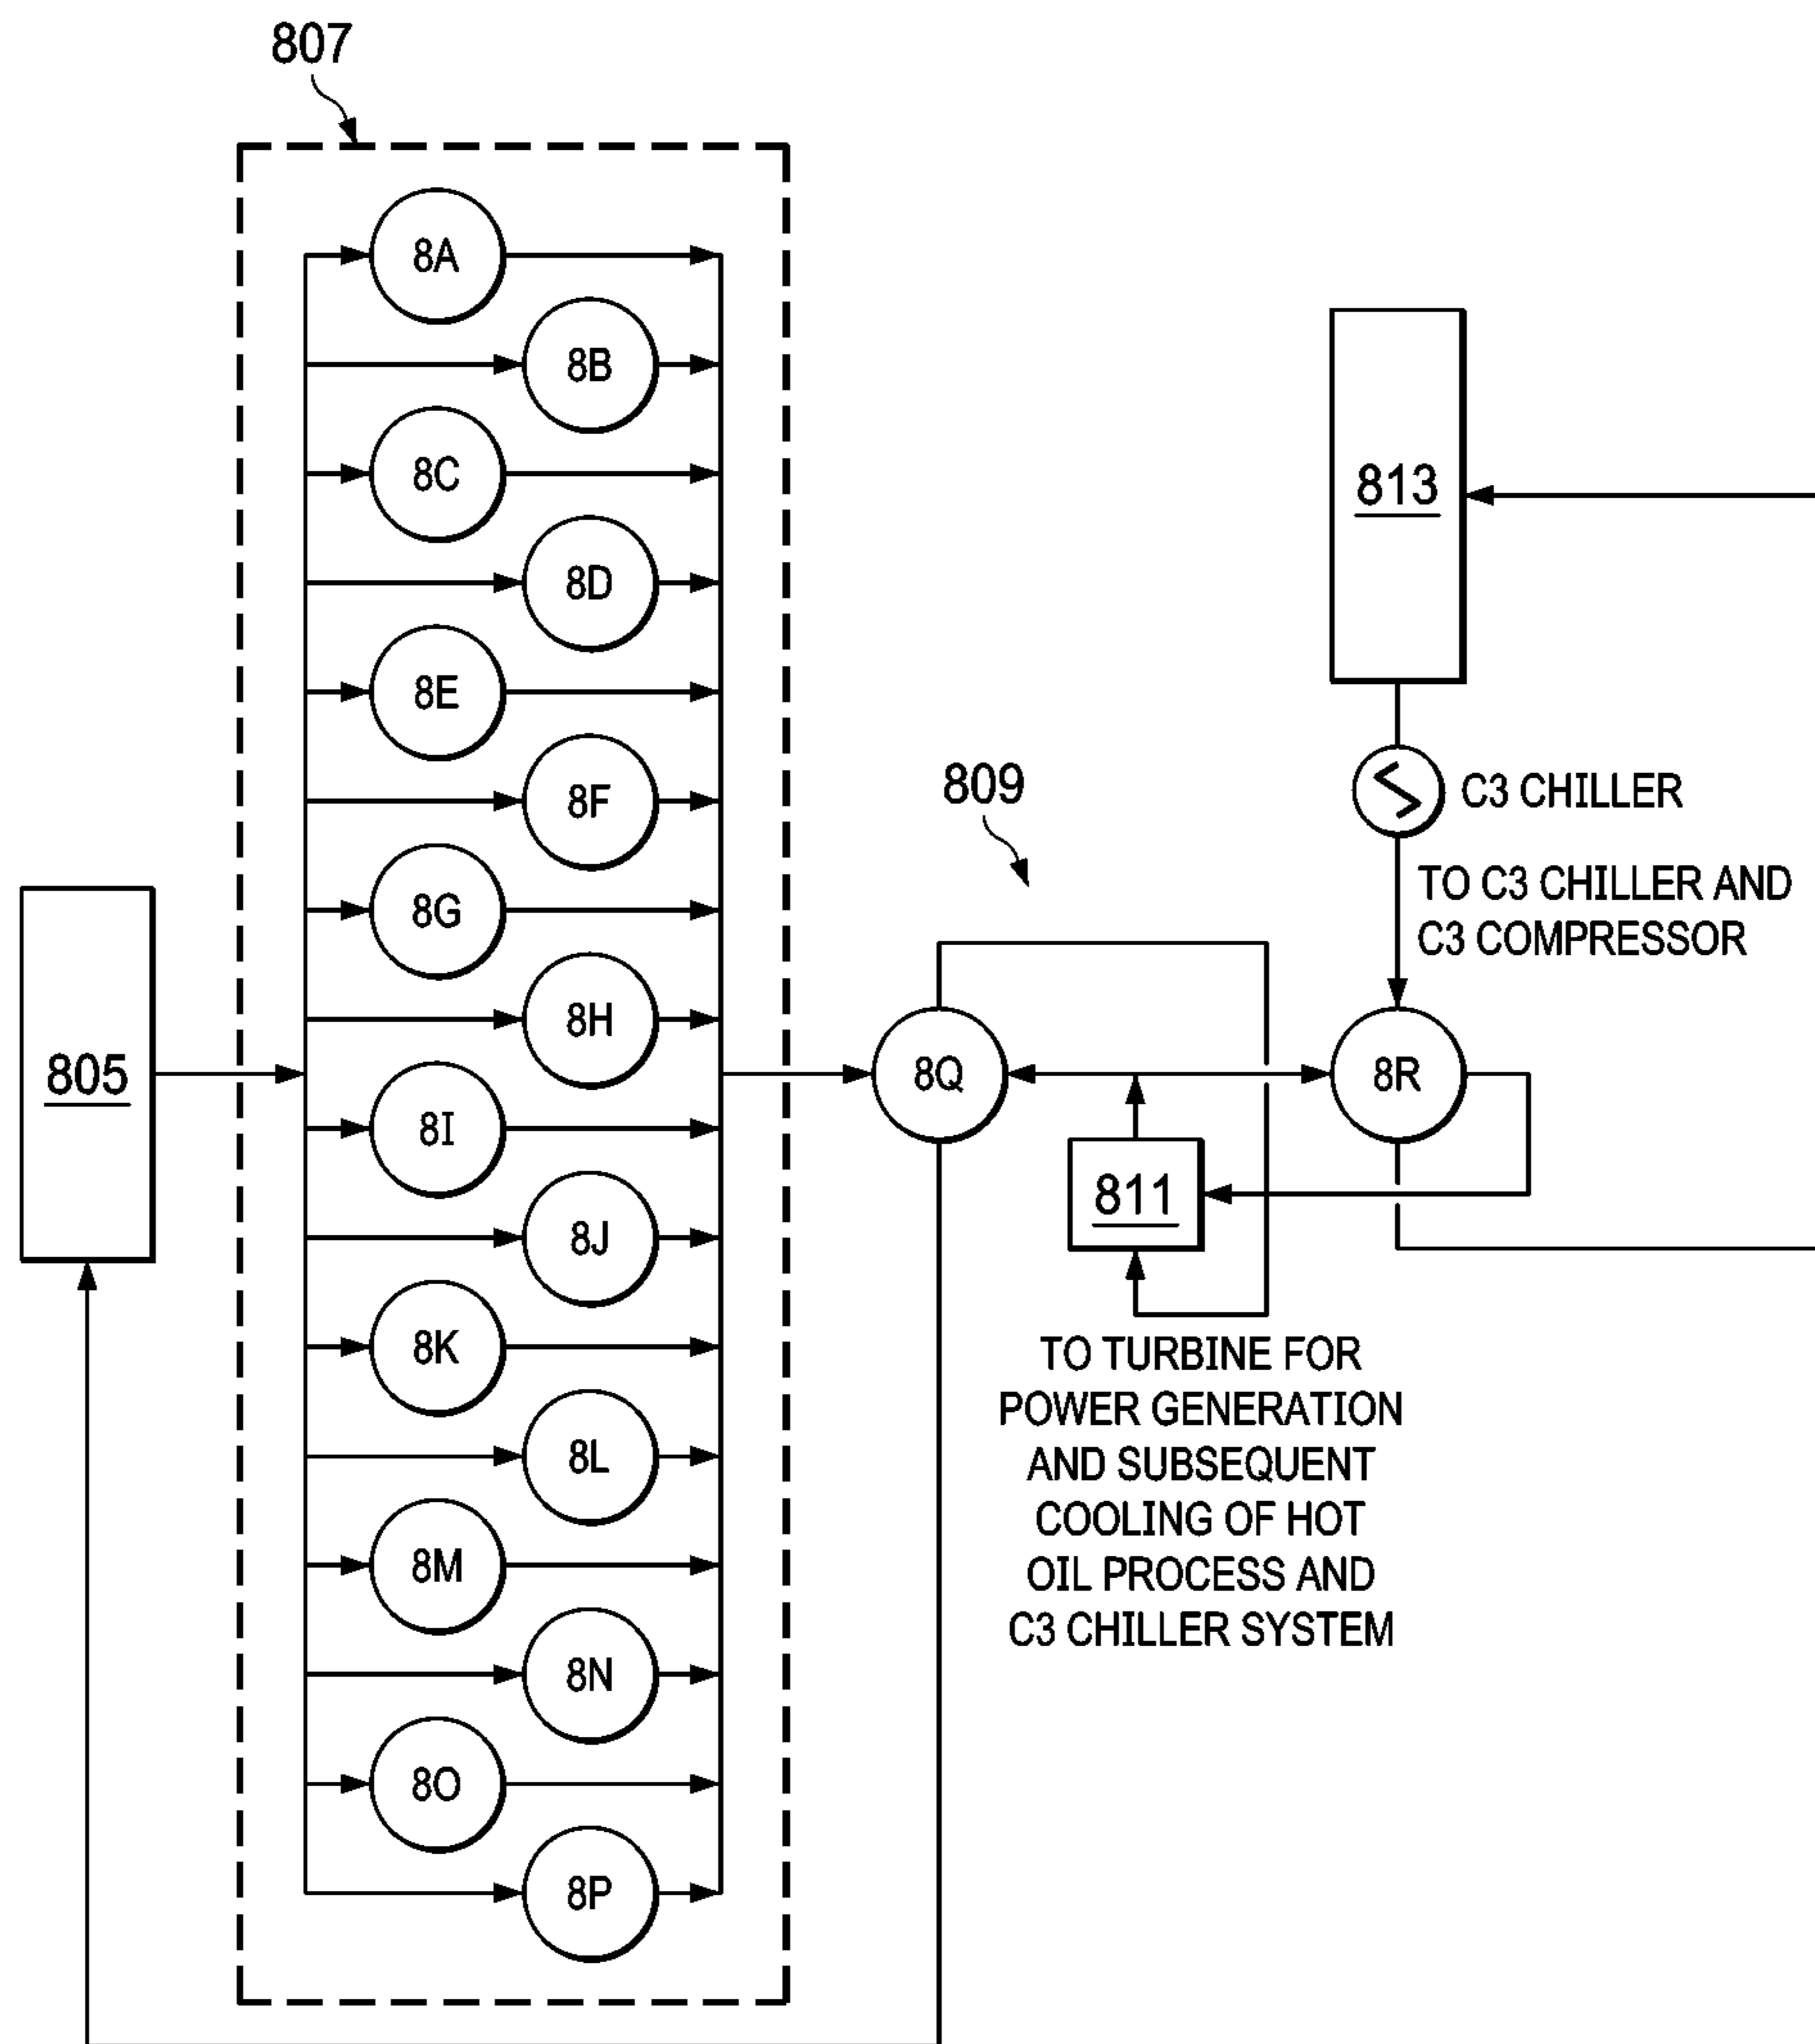 807
8A
8B
8C
8D
8E
8F
8G
8H
8I
8J
8K
8L
8M
8N
8O
8P
805
813
C3 CHILLER
TO C3 CHILLER AND
C3 COMPRESSOR
809
8Q
8R
811
TO TURBINE FOR
POWER GENERATION
AND SUBSEQUENT
COOLING OF HOT
OIL PROCESS AND
C3 CHILLER SYSTEM